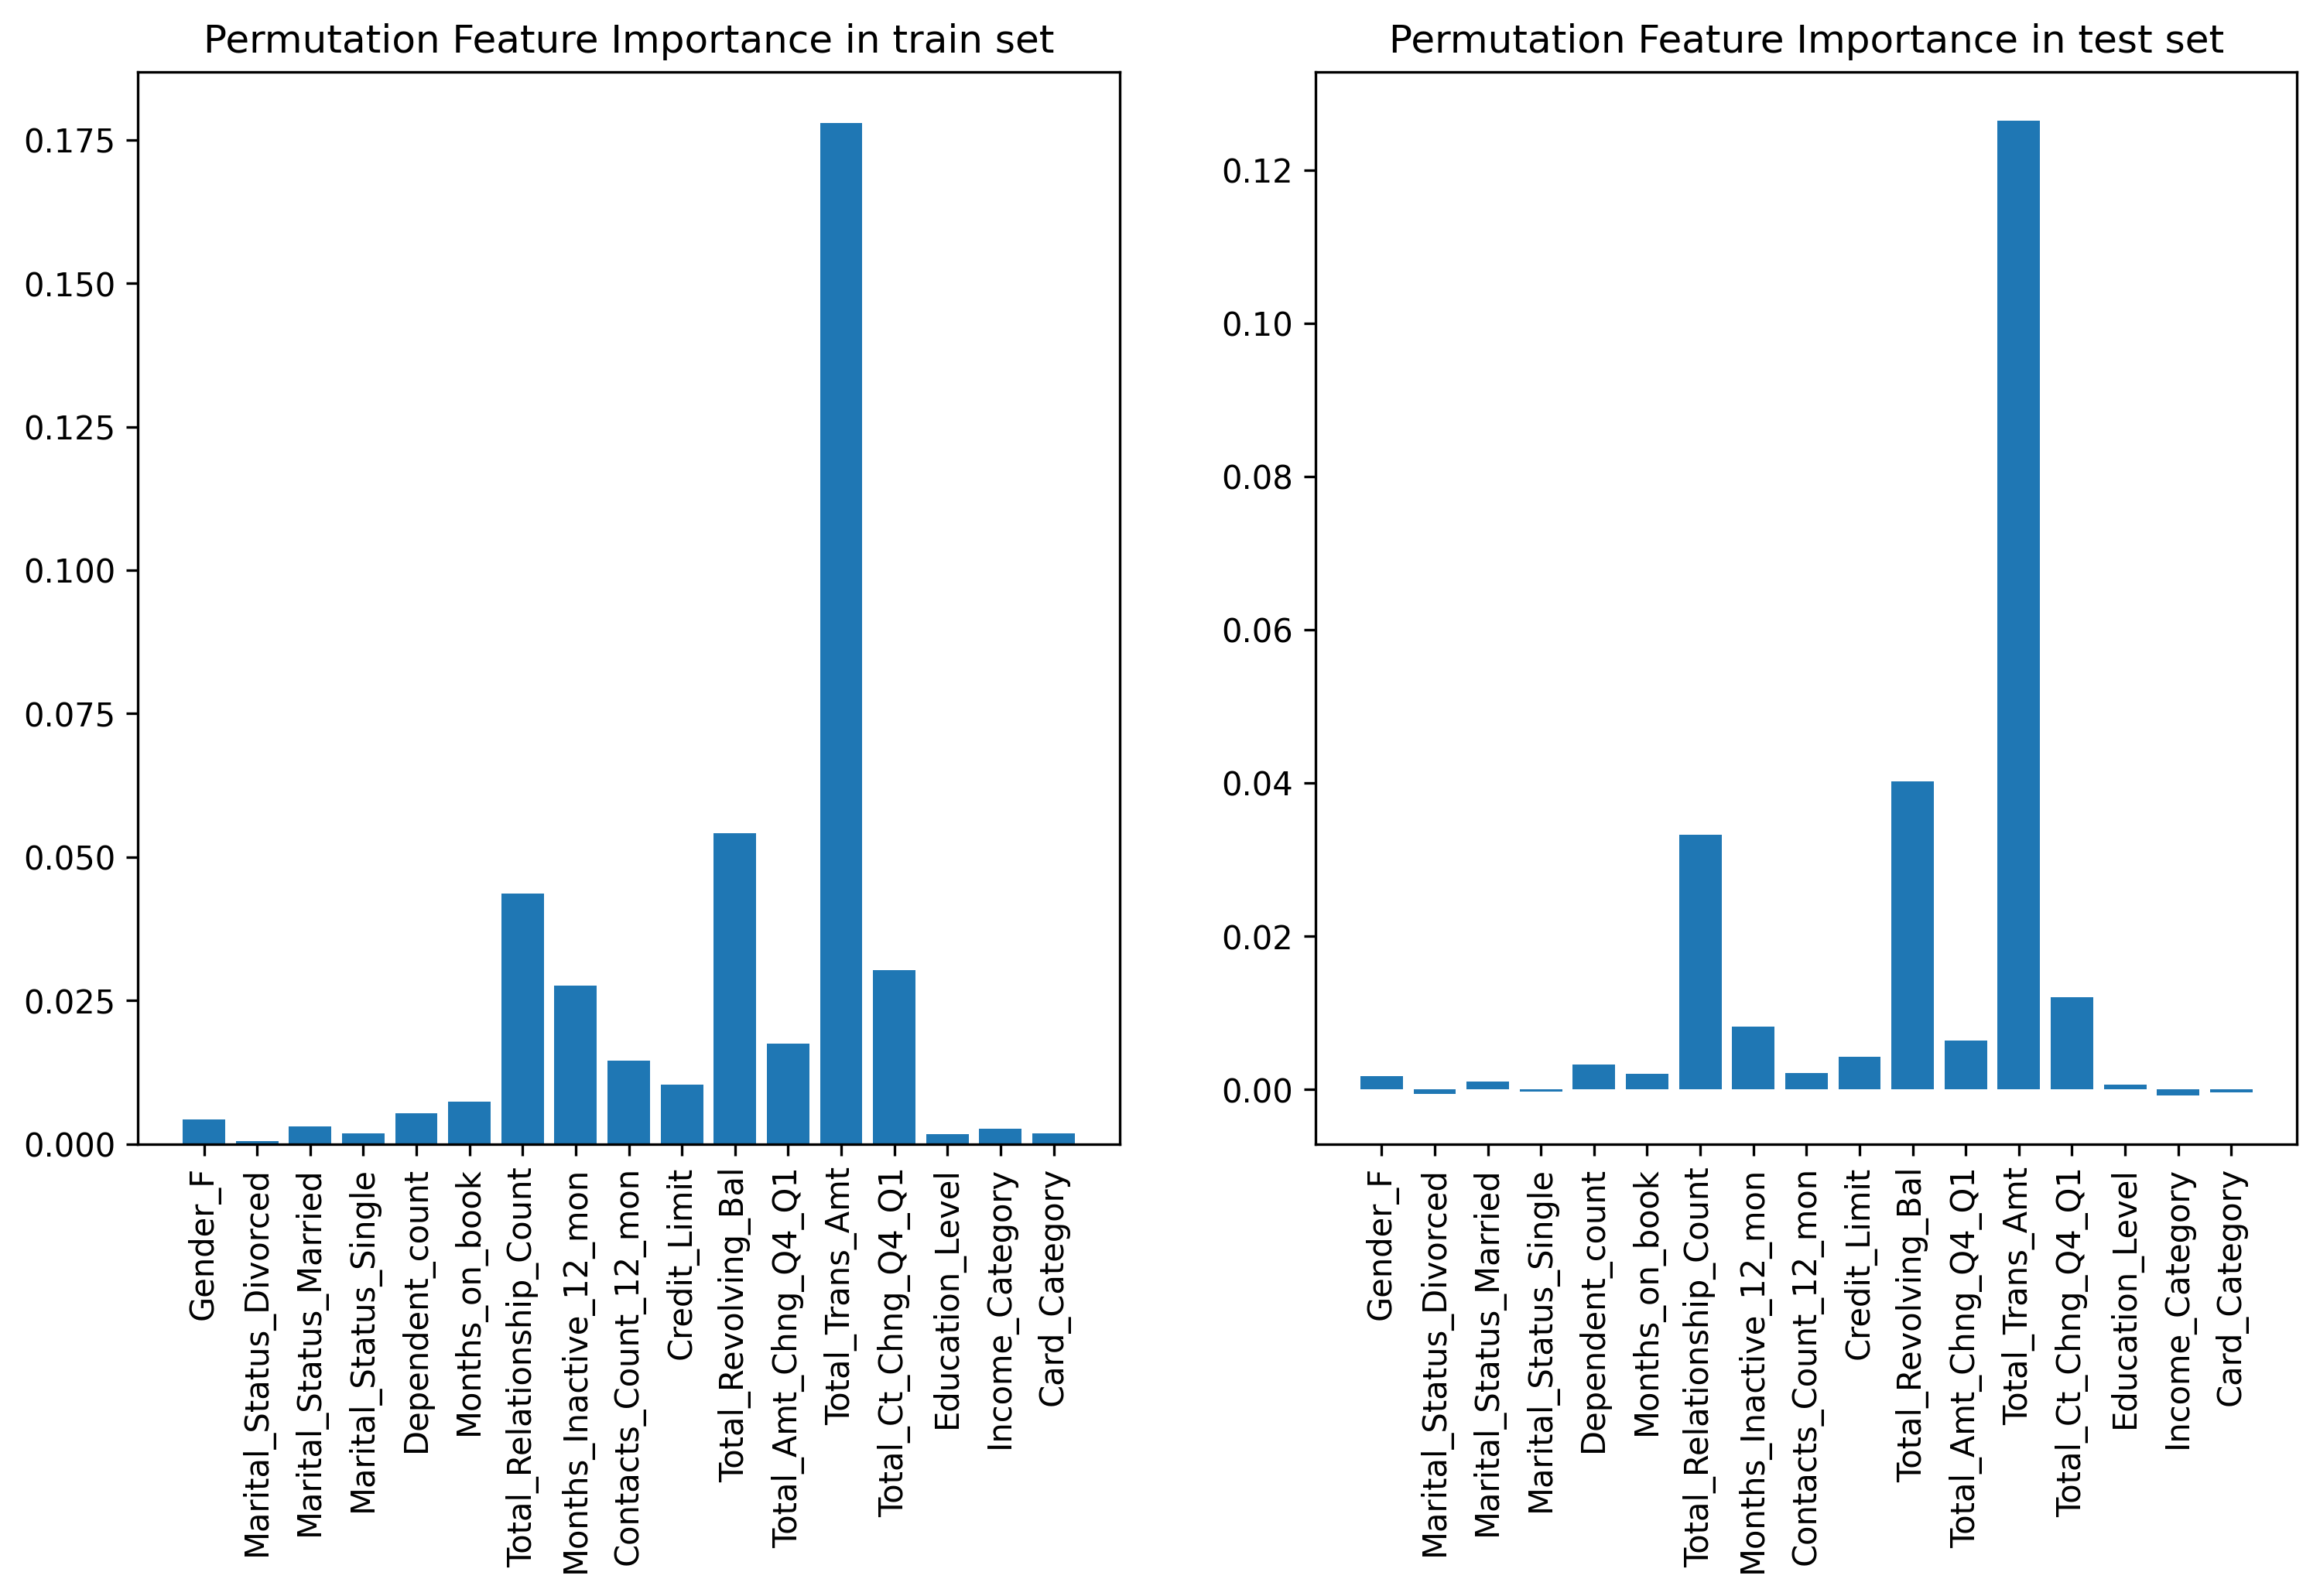 Permutation Feature Importance in train set
0.175
0.150
0.125
0.100
0.075
0.050
0.025
0.000
Gender_F
Marital_Status_Divorced
Marital_Status_Married
Marital_Status_Single
Dependent_count
Months_on_book
Total_Relationship_Count
Months_Inactive_12_mon
Contacts_Count_12_mon
Credit_Limit
Total_Revolving_Bal
Total_Amt_Chng_Q4_Q1
Total_Trans_Amt
Total_Ct_Chng_Q4_Q1
Education_Level
Income_Category
Card_Category
Permutation Feature Importance in test set
0.12
0.10
0.08
0.06
0.04
0.02
0.00
Gender_F
Marital_Status_Divorced
Marital_Status_Married
Marital_Status_Single
Dependent_count
Months_on_book
Total_Relationship_Count
Months_Inactive_12_mon
Contacts_Count_12_mon
Credit_Limit
Total_Revolving_Bal
Total_Amt_Chng_Q4_Q1
Total_Trans_Amt
Total_Ct_Chng_Q4_Q1
Education_Level
Income_Category
Card_Category